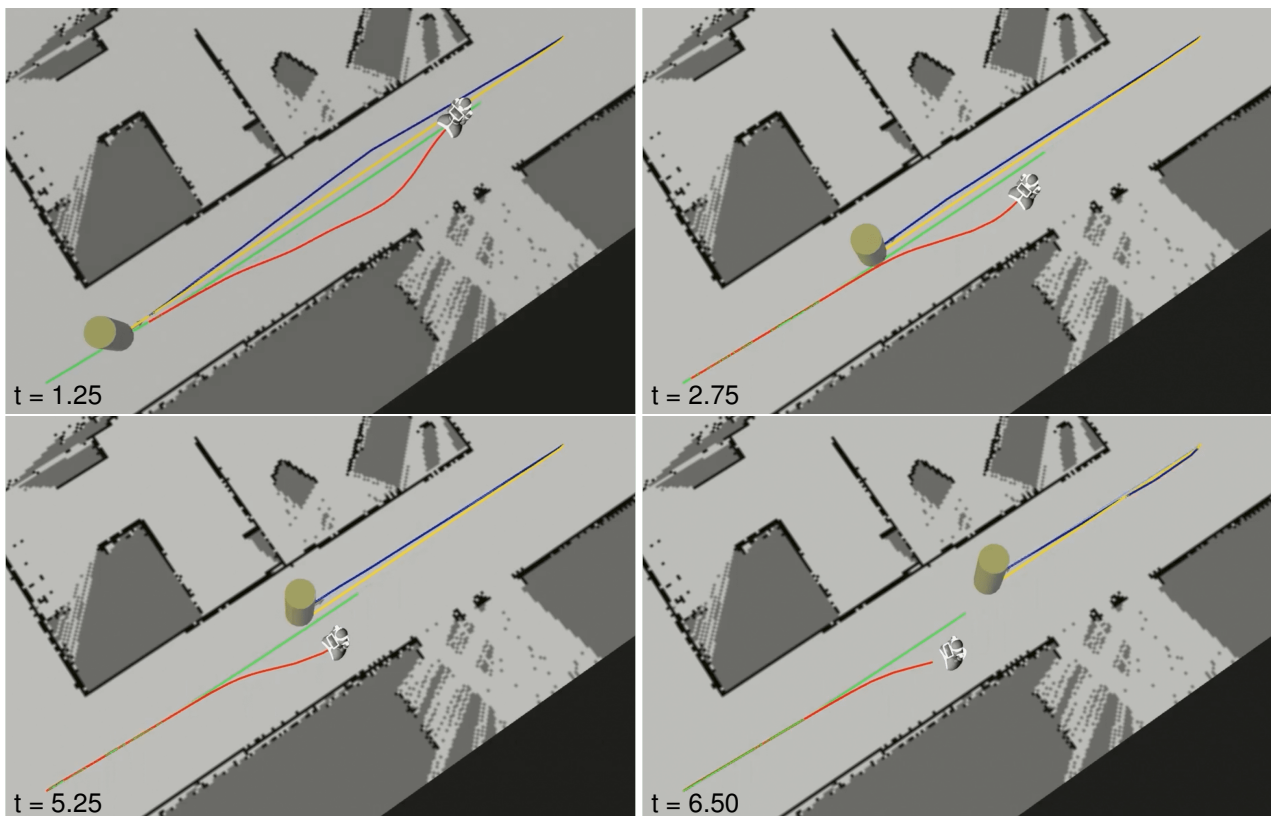 t = 1.25
t = 2.75
t = 5.25
t = 6.50